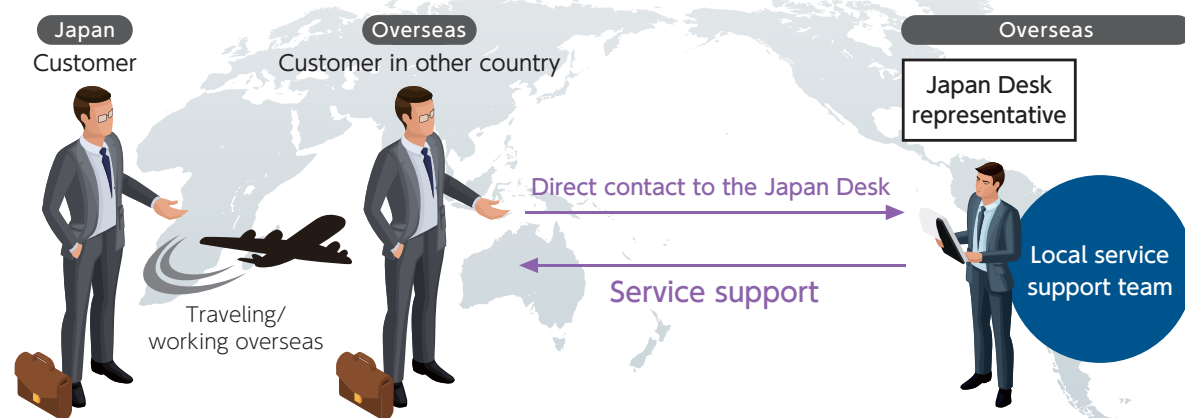 Japan
Customer
Overseas
Customer in other country
Overseas
Japan Desk
representative
Direct contact to the Japan Desk
Service support
Traveling/
working overseas
Local service
support team